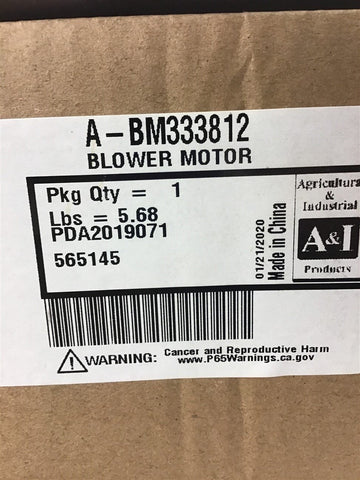 A-BM333812
BLOWER MOTOR
Pkg Qty = 1
Lbs = 5.68
PDA2019071
565145
01/21/2020
Made in China
Agricultura
& Industrial
A&I
Products
WARNING: Cancer and Reproductive Harm
www.P65Warnings.ca.gov